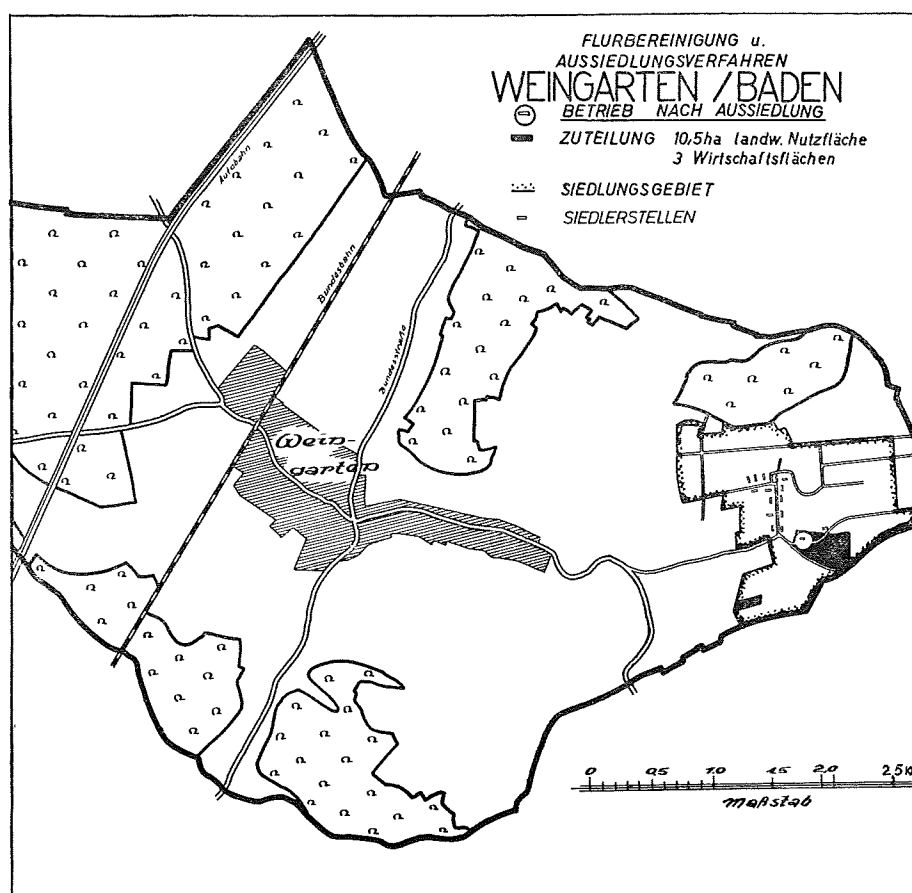 FLURBEREINIGUNG u.
AUSSIEDLUNGSVERFAHREN
WEINGARTEN /BADEN
BETRIEB NACH AUSSIEDLUNG
ZUTEILUNG 10,5ha landw. Nutzfläche
3 Wirtschaftsflächen
SIEDLUNGSGEBIET
SIEDLERSTELLEN
Autobahn
Bundesbahn
Bundesstraße
Wein-
garten
0 0,5 1,0 1,5 2,0 2,5 k
Maßstab